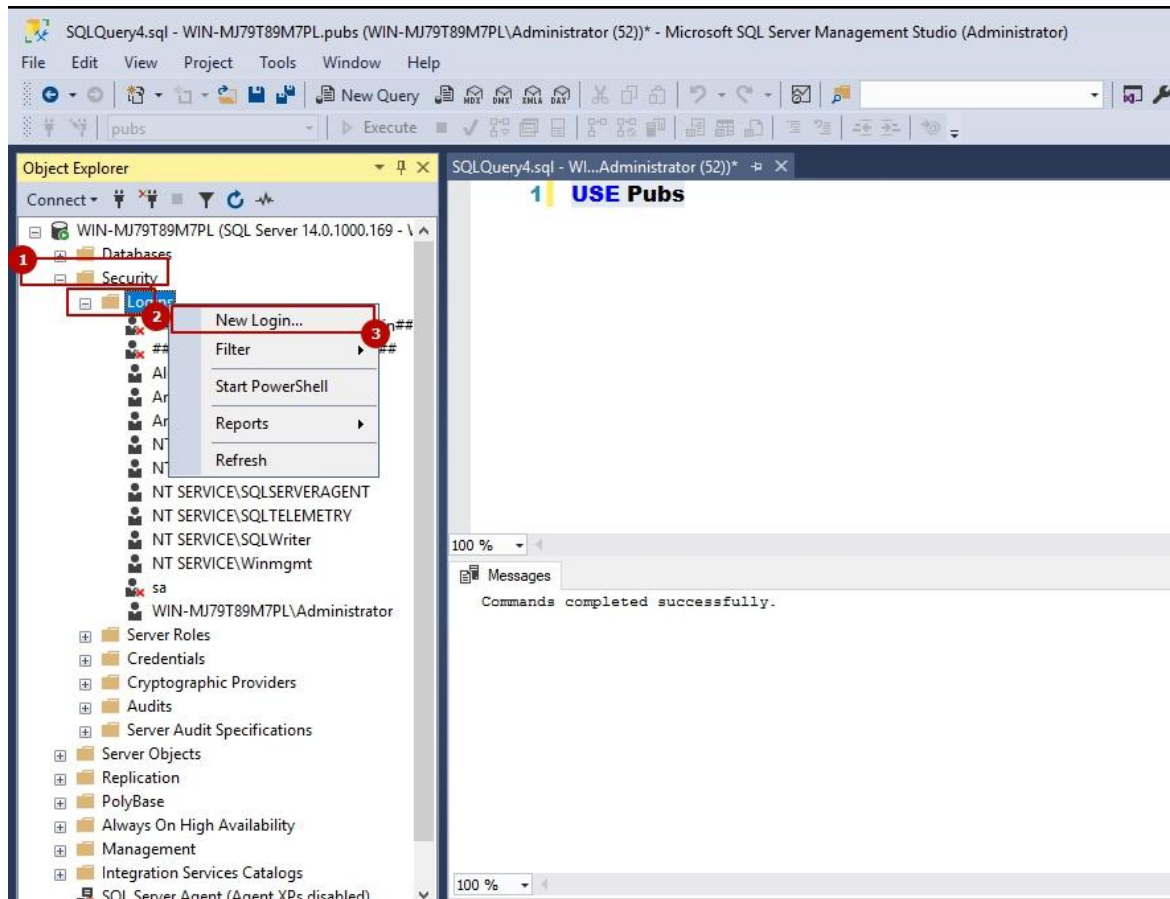 SQLQuery4.sql - WIN-MJ79T89M7PL.pubs (WIN-MJ79T89M7PL\Administrator (52))* - Microsoft SQL Server Management Studio (Administrator)
File Edit View Project Tools Window Help
New Query MDX DMX XMLA DAX
pubs Execute
Object Explorer
Connect
WIN-MJ79T89M7PL (SQL Server 14.0.1000.169 - 
Databases
1
Security
Logins
2
New Login...
3
n##
Filter
## ##
Start PowerShell
Reports
Refresh
NT SERVICE\SQLSERVERAGENT
NT SERVICE\SQLTELEMETRY
NT SERVICE\SQLWriter
NT SERVICE\Winmgmt
sa
WIN-MJ79T89M7PL\Administrator
Server Roles
Credentials
Cryptographic Providers
Audits
Server Audit Specifications
Server Objects
Replication
PolyBase
Always On High Availability
Management
Integration Services Catalogs
SQL Server Agent (Agent XPs disabled)
SQLQuery4.sql - WI...Administrator (52))*
1 USE Pubs
100 %
Messages
Commands completed successfully.
100 %